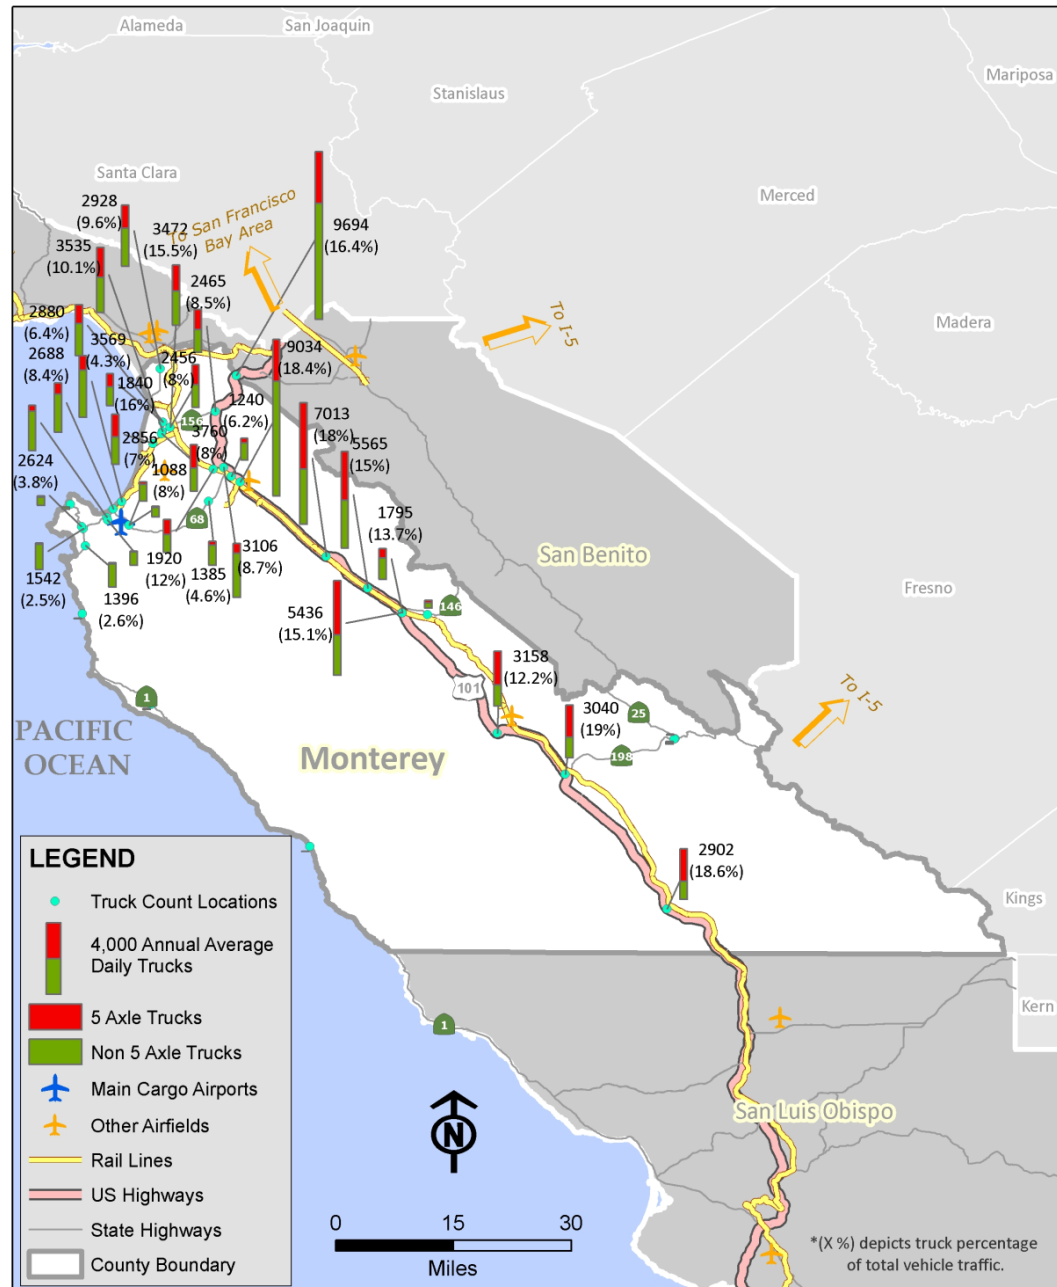 Alameda
San Joaquin
Mariposa
Stanislaus
Santa Clara
Merced
2928
(9.6%)
To San Francisco
Bay Area
9694
(16.4%)
3472
(15.5%)
3535
(10.1%)
2465
(8.5%)
To I-5
Madera
2880
(6.4%)
3569
(4.3%)
9034
(18.4%)
2688
(8.4%)
2456
(8%)
1840
(16%)
1240
(6.2%)
7013
(18%)
156
2856
(7%)
3760
(8%)
5565
(15%)
2624
(3.8%)
1088
(8%)
68
1795
(13.7%)
San Benito
1542
(2.5%)
1920
(12%)
1385
(4.6%)
3106
(8.7%)
Fresno
1396
(2.6%)
5436
(15.1%)
146
3158
(12.2%)
101
1
To I-5
3040
(19%)
25
198
PACIFIC
OCEAN
Monterey
2902
(18.6%)
Kings
Kern
1
San Luis Obispo
LEGEND
Truck Count Locations
4,000 Annual Average
Daily Trucks
5 Axle Trucks
Non 5 Axle Trucks
Main Cargo Airports
Other Airfields
Rail Lines
US Highways
State Highways
County Boundary
N
0 15 30
Miles
*(X %) depicts truck percentage
of total vehicle traffic.